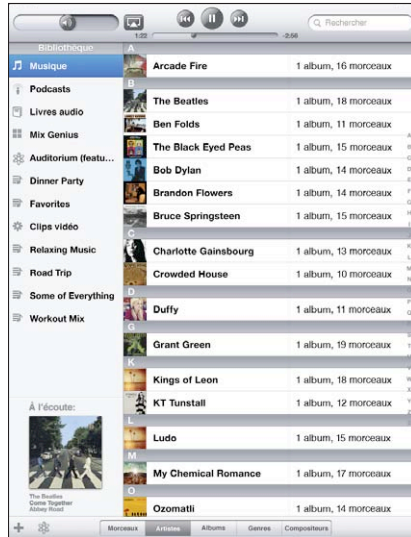 1:22
-2:56
Rechercher
Bibliothèque
Musique
Podcasts
Livres audio
Mix Genius
Auditorium (featu...
Dinner Party
Favorites
Clips vidéo
Relaxing Music
Road Trip
Some of Everything
Workout Mix
À l'écoute:
The Beatles
Come Together
Abbey Road
A
Arcade Fire 1 album, 16 morceaux
B
The Beatles 1 album, 18 morceaux
Ben Folds 1 album, 11 morceaux
The Black Eyed Peas 1 album, 15 morceaux
Bob Dylan 1 album, 14 morceaux
Brandon Flowers 1 album, 14 morceaux
Bruce Springsteen 1 album, 15 morceaux
C
Charlotte Gainsbourg 1 album, 13 morceaux
Crowded House 1 album, 10 morceaux
D
Duffy 1 album, 11 morceaux
G
Grant Green 1 album, 19 morceaux
K
Kings of Leon 1 album, 18 morceaux
KT Tunstall 1 album, 12 morceaux
L
Ludo 1 album, 15 morceaux
M
My Chemical Romance 1 album, 17 morceaux
O
Ozomatli 1 album, 14 morceaux
Morceaux Artistes Albums Genres Compositeurs